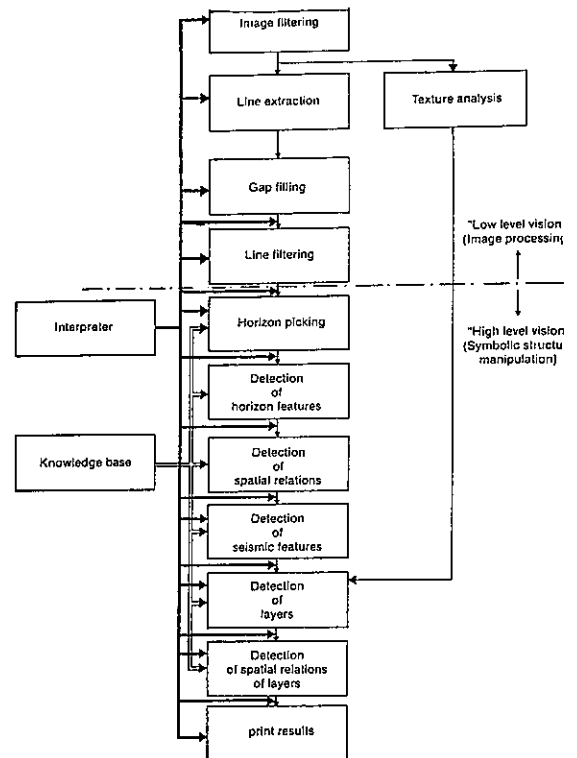 Image filtering
Line extraction
Texture analysis
Gap filling
"Low level vision
(Image processing
Line filtering
Interpreter
Horizon picking
"High level vision
(Symbolic structu
manipulation)
Detection
of
horizon features
Knowledge base
Detection
of
spatial relations
Detection
of
seismic features
Detection
of
layers
Detection
of spatial relations
of layers
print results